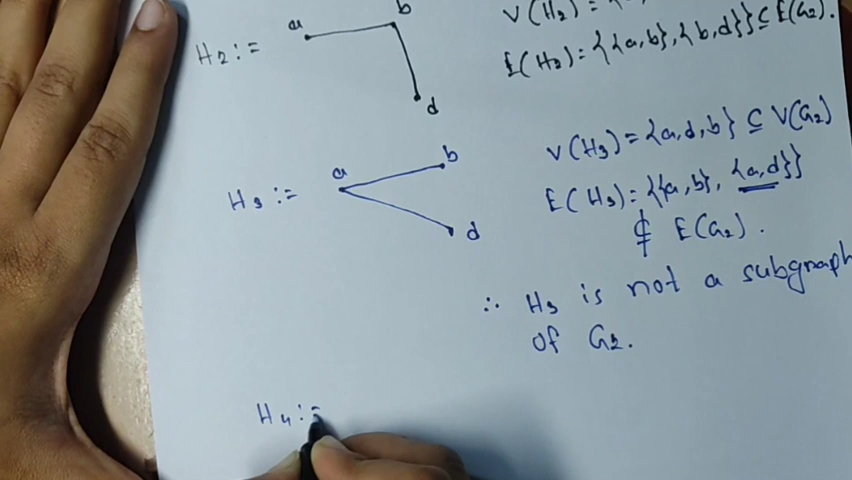 V(H₂) = {
H₂ := a b d
E(H₂) = {{a,b},{b,d}} ⊆ E(G₂).
V(H₃) = {a,d,b} ⊆ V(G₂)
H₃ := a b d
E(H₃) = {{a,b}, {a,d}}
⊄ E(G₂).
∴ H₃ is not a subgraph
of G₂.
H₄ :=